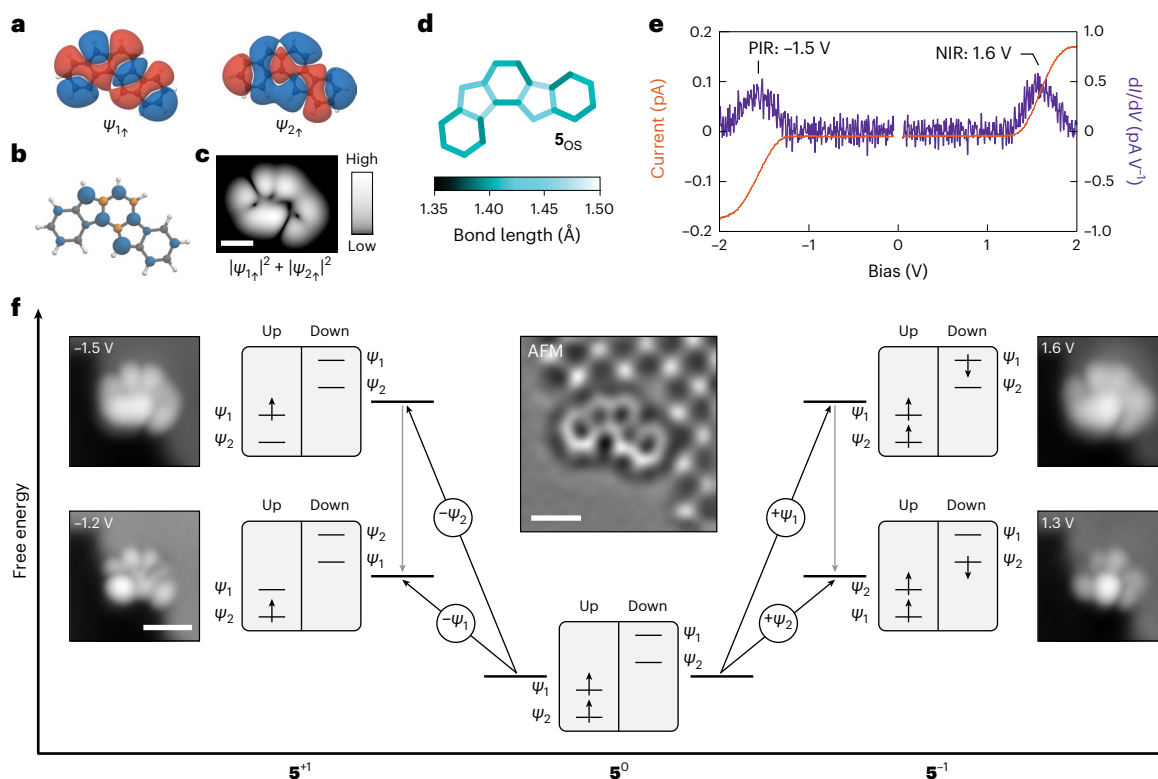 a
ψ1↑
ψ2↑
b
c
High
Low
|ψ1↑|² + |ψ2↑|²
d
5OS
1.35 1.40 1.45 1.50
Bond length (Å)
e
0.2
0.1
0
−0.1
−0.2
Current (pA)
PIR: −1.5 V
NIR: 1.6 V
1.0
0.5
0
−0.5
−1.0
dI/dV (pA V⁻¹)
−2 −1 0 1 2
Bias (V)
f
Free energy
−1.5 V
Up Down
ψ1
ψ2
ψ1
ψ2
−1.2 V
Up Down
ψ2
ψ1
ψ1
ψ2
−ψ2
−ψ1
AFM
Up Down
ψ1
ψ2
ψ1
ψ2
+ψ1
+ψ2
Up Down
ψ1
ψ2
ψ1
ψ2
1.6 V
Up Down
ψ1
ψ2
ψ2
ψ1
1.3 V
5⁺¹ 5⁰ 5⁻¹